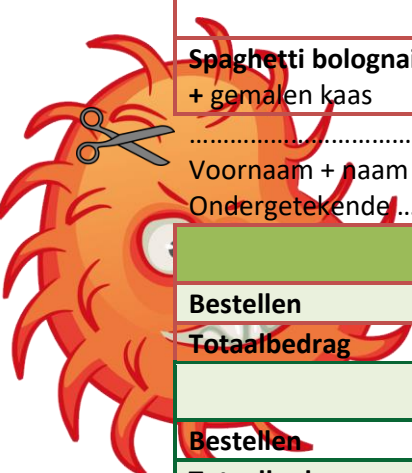 Spaghetti bolognai
+ gemalen kaas
.................................
Voornaam + naam
Ondergetekende ...
Bestellen
Totaalbedrag
Bestellen